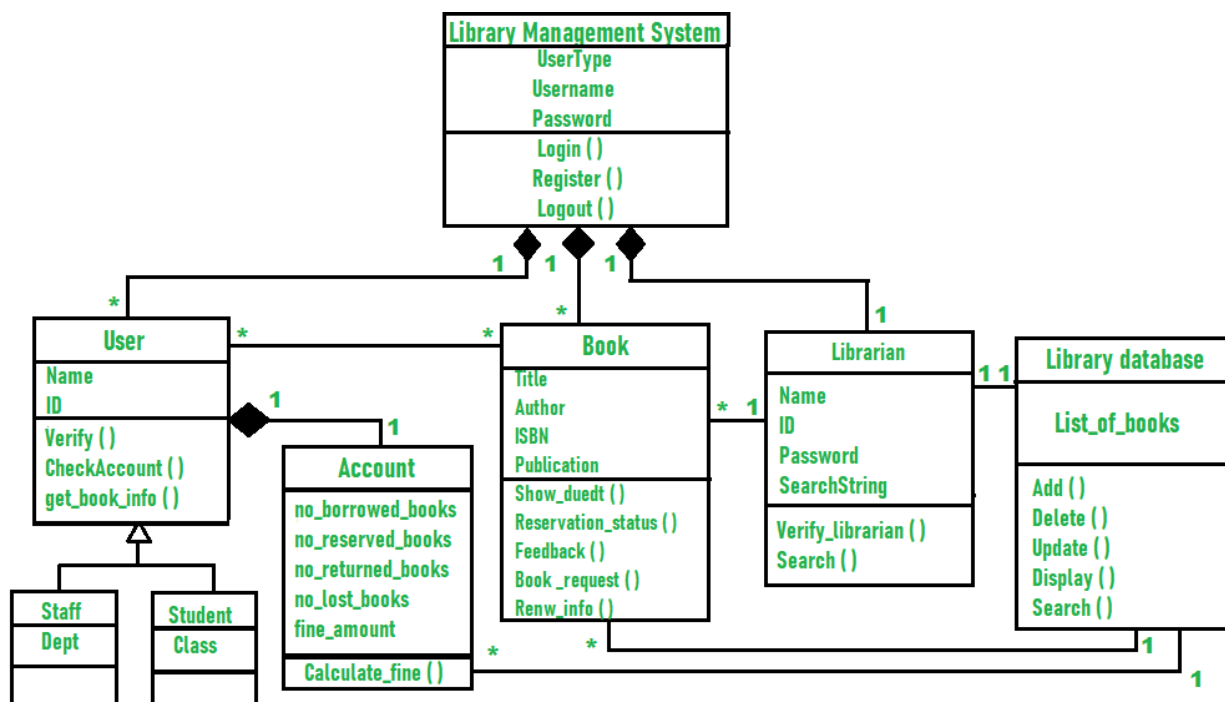 Library Management System
UserType
Username
Password
Login ( )
Register ( )
Logout ( )
1
1
1
*
*
1
User
Name
ID
Verify ( )
CheckAccount ( )
get_book_info ( )
*
*
Book
Title
Author
ISBN
Publication
Show_duedt ( )
Reservation_status ( )
Feedback ( )
Book _request ( )
Renw_info ( )
*
1
Librarian
Name
ID
Password
SearchString
Verify_librarian ( )
Search ( )
1 1
Library database
List_of_books
Add ( )
Delete ( )
Update ( )
Display ( )
Search ( )
1
1
Account
no_borrowed_books
no_reserved_books
no_returned_books
no_lost_books
fine_amount
Calculate_fine ( )
Staff
Dept
Student
Class
*
1
*
1